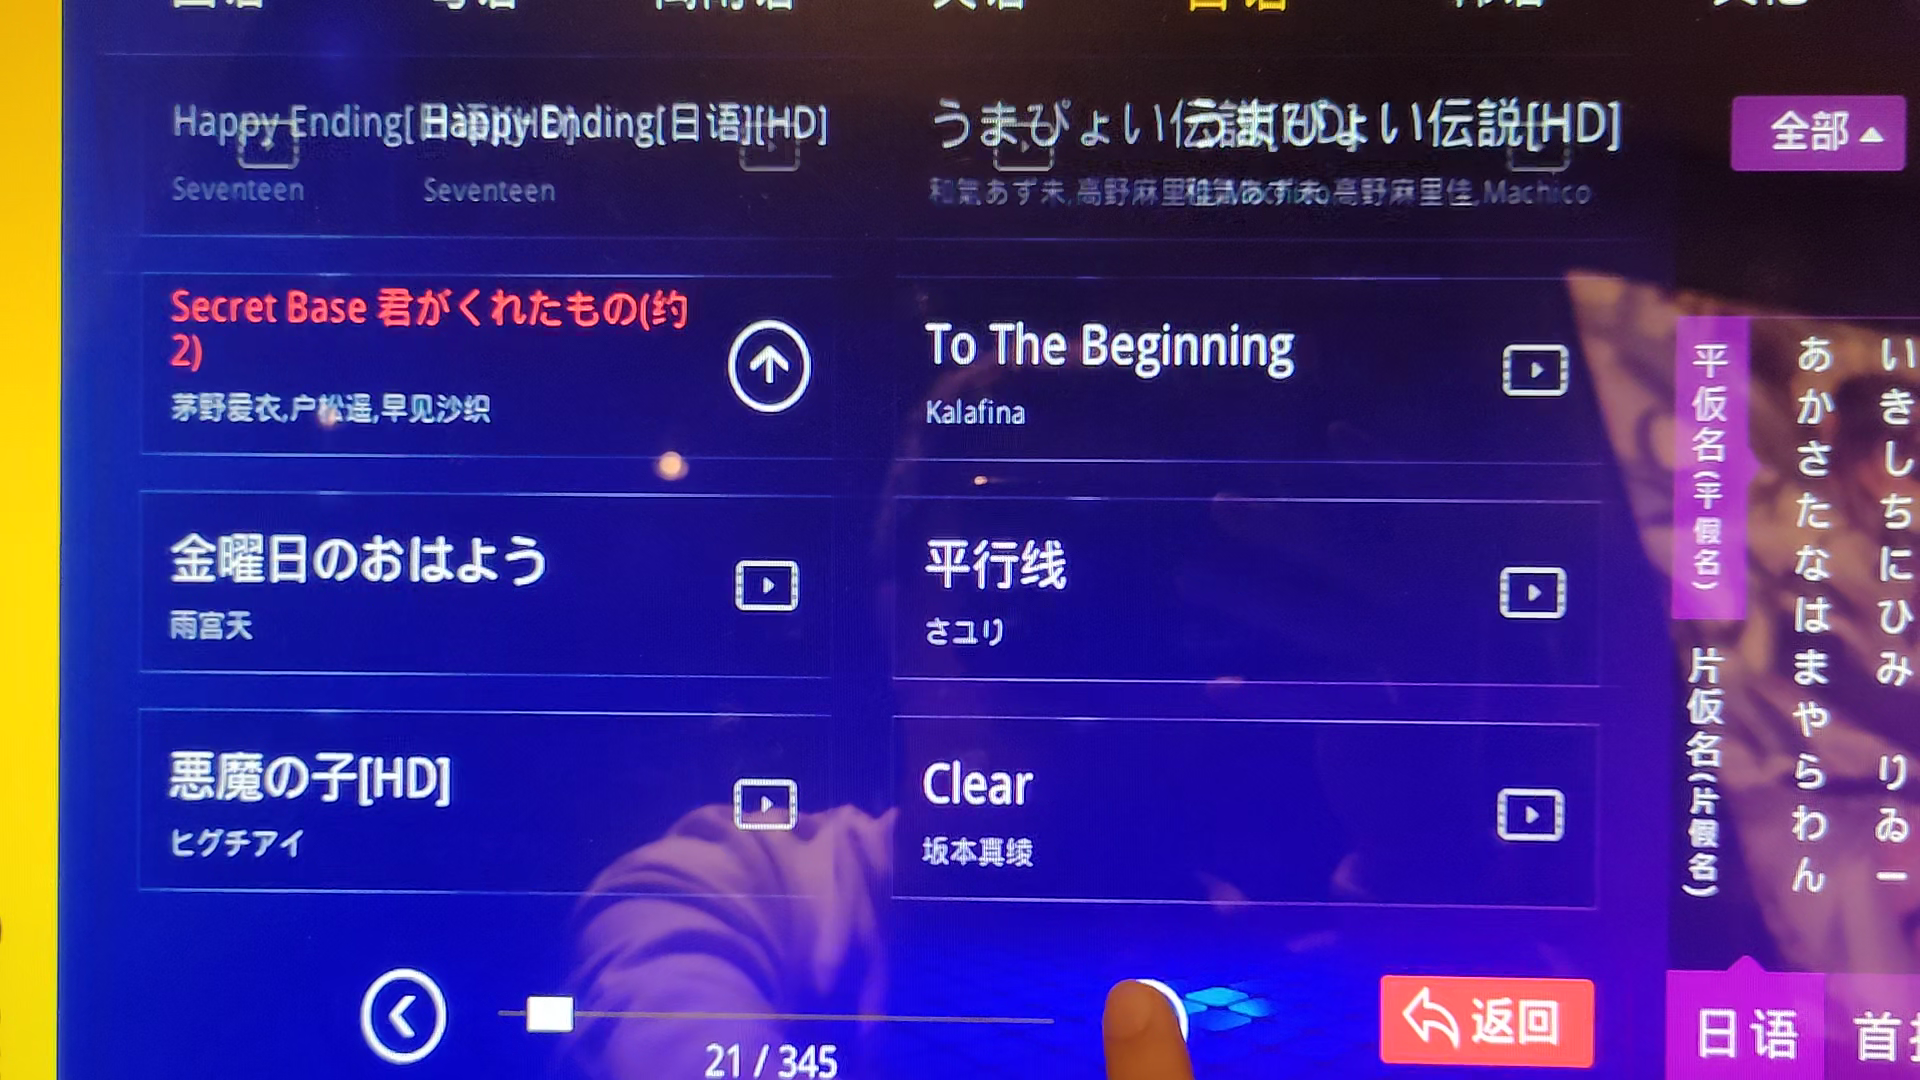 日语
Happy Ending[日语][HD]
Seventeen
Seventeen
うまぴょい伝説[HD]
和氣あず未,高野麻里佳,Machico
全部
Secret Base 君がくれたもの(约
2)
茅野爱衣,户松遥,早见沙织
To The Beginning
Kalafina
金曜日のおはよう
雨宫天
平行线
さユリ
悪魔の子[HD]
ヒグチアイ
Clear
坂本真绫
平仮名(平假名)
片仮名(片假名)
あかさたなはまやらわん
いきしちにひみ りゐー
21 / 345
返回
日语
首